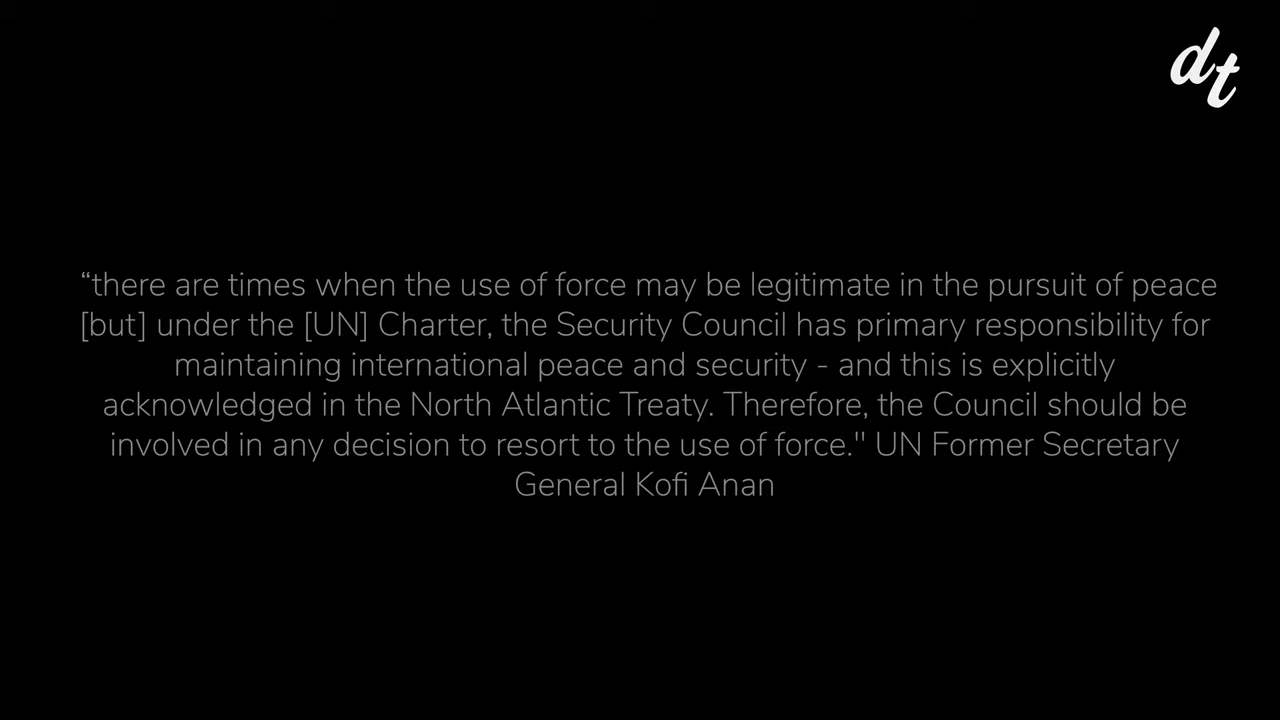 dt
“there are times when the use of force may be legitimate in the pursuit of peace
[but] under the [UN] Charter, the Security Council has primary responsibility for
maintaining international peace and security - and this is explicitly
acknowledged in the North Atlantic Treaty. Therefore, the Council should be
involved in any decision to resort to the use of force." UN Former Secretary
General Kofi Anan